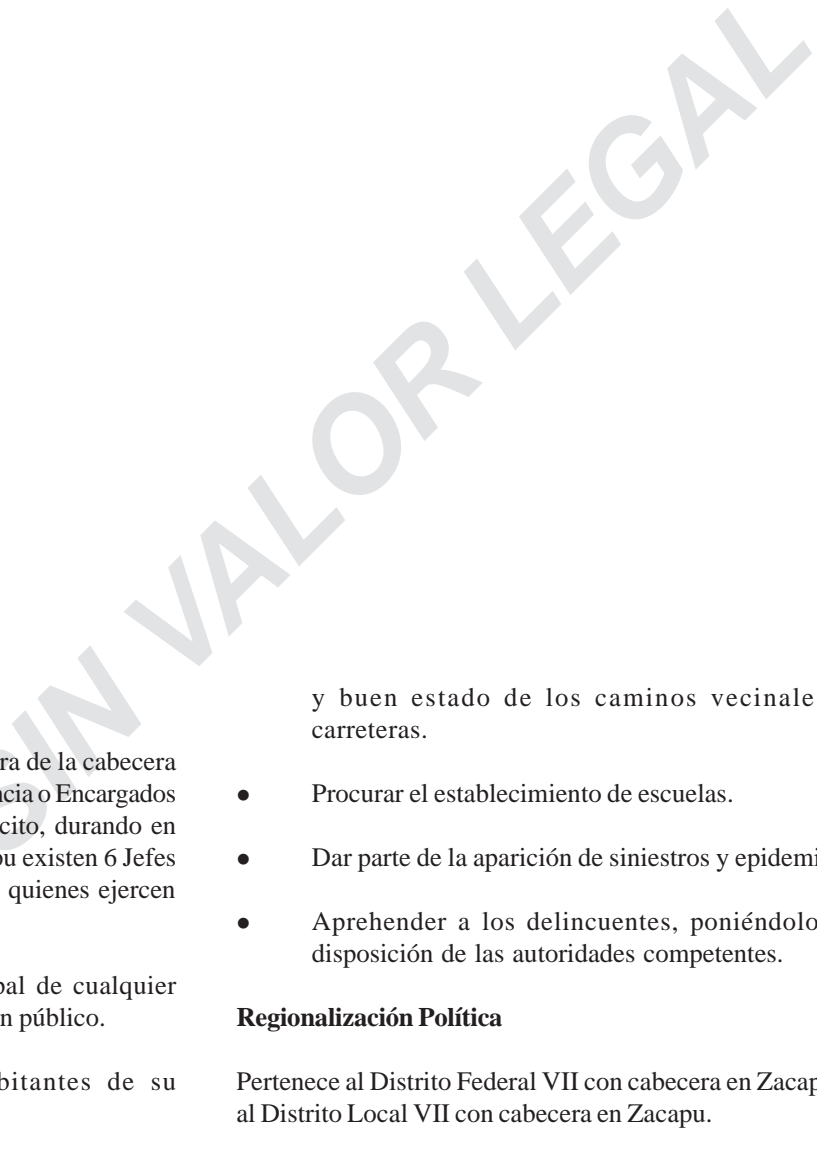 SIN VALOR LEGAL
ra de la cabecera
ncia o Encargados
cito, durando en
pu existen 6 Jefes
quienes ejercen
pal de cualquier
n público.
bitantes de su
y buen estado de los caminos vecinale
carreteras.
● Procurar el establecimiento de escuelas.
● Dar parte de la aparición de siniestros y epidemi
● Aprehender a los delincuentes, poniéndolo
disposición de las autoridades competentes.
Regionalización Política
Pertenece al Distrito Federal VII con cabecera en Zacap
al Distrito Local VII con cabecera en Zacapu.